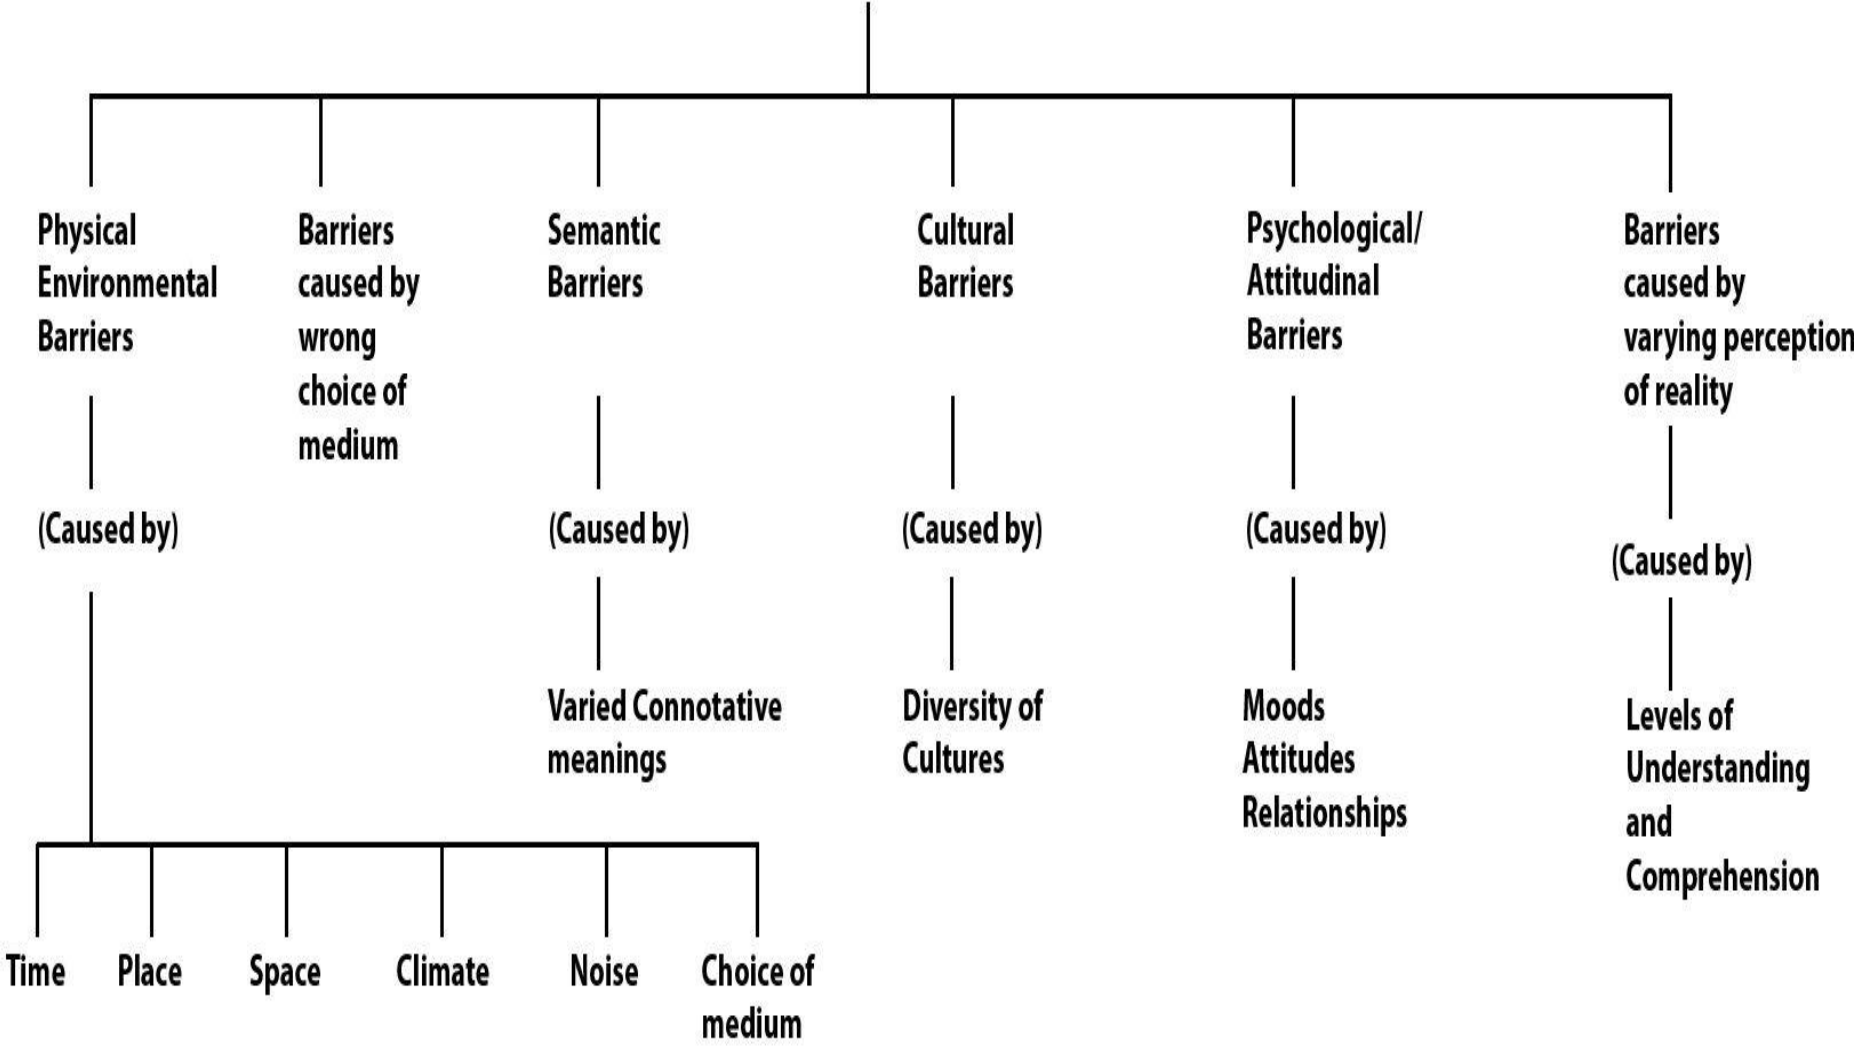 Physical
Environmental
Barriers
Barriers
caused by
wrong
choice of
medium
Semantic
Barriers
Cultural
Barriers
Psychological/
Attitudinal
Barriers
Barriers
caused by
varying perception
of reality
(Caused by)
(Caused by)
(Caused by)
(Caused by)
(Caused by)
Varied Connotative
meanings
Diversity of
Cultures
Moods
Attitudes
Relationships
Levels of
Understanding
and
Comprehension
Time
Place
Space
Climate
Noise
Choice of
medium